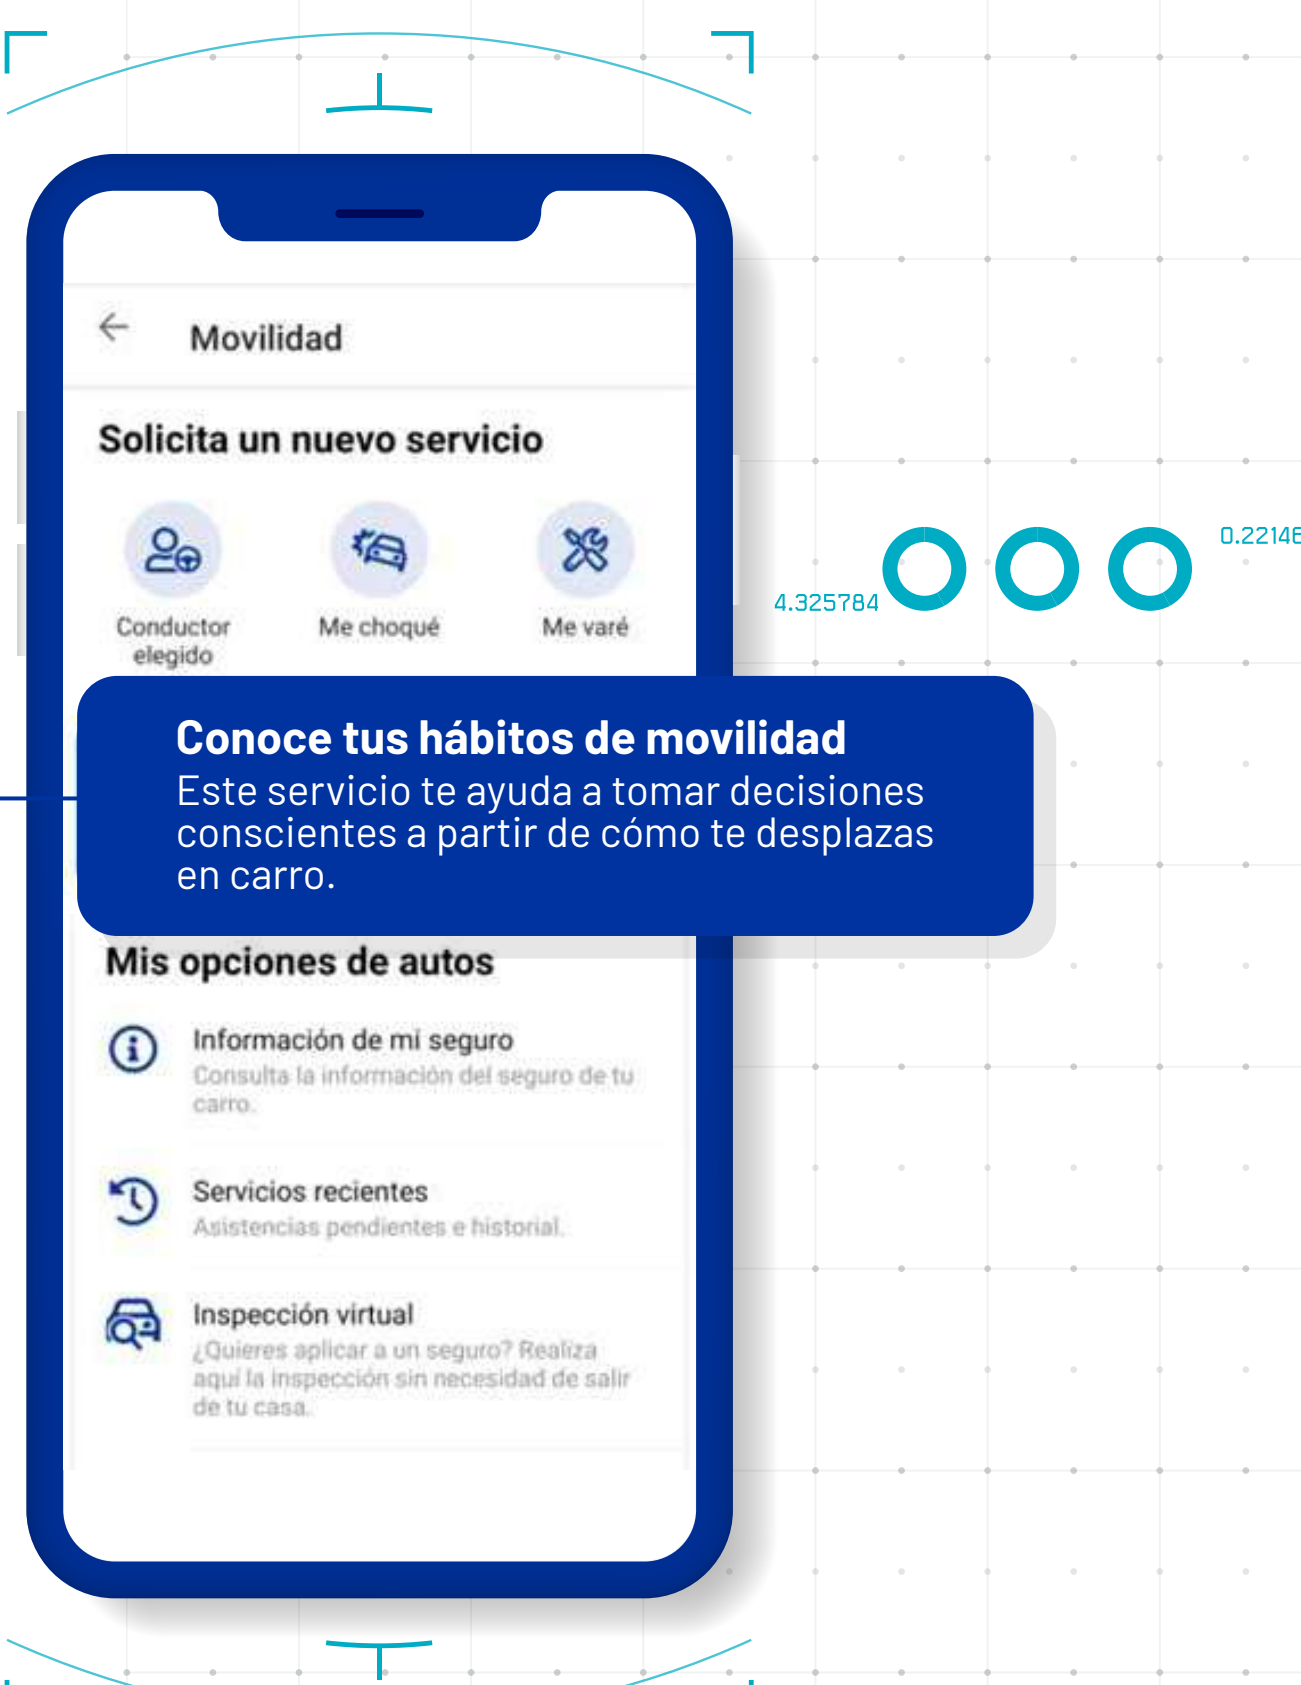 Movilidad
Solicita un nuevo servicio
Conductor
elegido
Me choqué
Me varé
4.325784
0.22146
Conoce tus hábitos de movilidad
Este servicio te ayuda a tomar decisiones
conscientes a partir de cómo te desplazas
en carro.
Mis opciones de autos
Información de mi seguro
Consulta la información del seguro de tu
carro.
Servicios recientes
Asistencias pendientes e historial.
Inspección virtual
¿Quieres aplicar a un seguro? Realiza
aquí la inspección sin necesidad de salir
de tu casa.